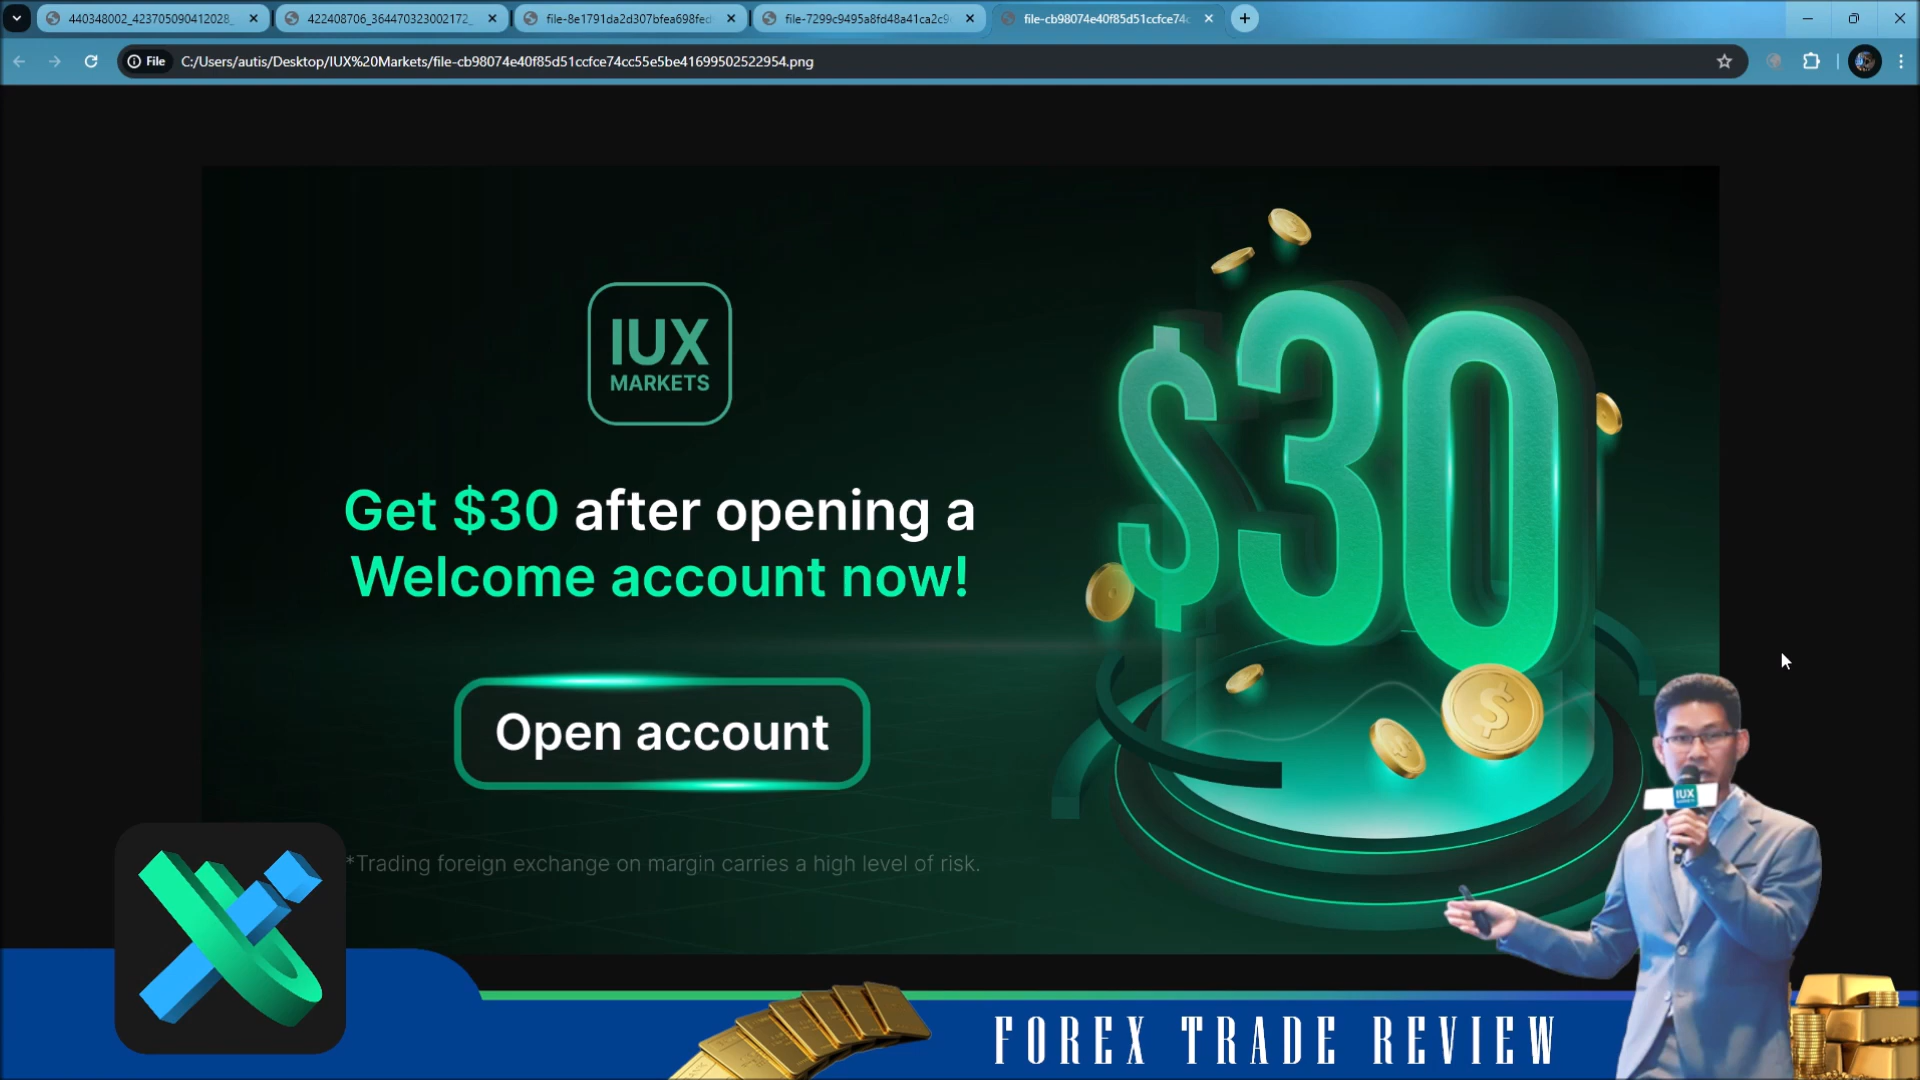 440348002_423705090412028_
422408706_364470323002172_
file-8e1791da2d307bfea698fed
file-7299c9495a8fd48a41ca2c9
file-cb98074e40f85d51ccfce74c
File
C:/Users/autis/Desktop/IUX%20Markets/file-cb98074e40f85d51ccfce74cc55e5be41699502522954.png
IUX
MARKETS
$30
Get $30 after opening a
Welcome account now!
Open account
*Trading foreign exchange on margin carries a high level of risk.
IUX
FOREX TRADE REVIEW